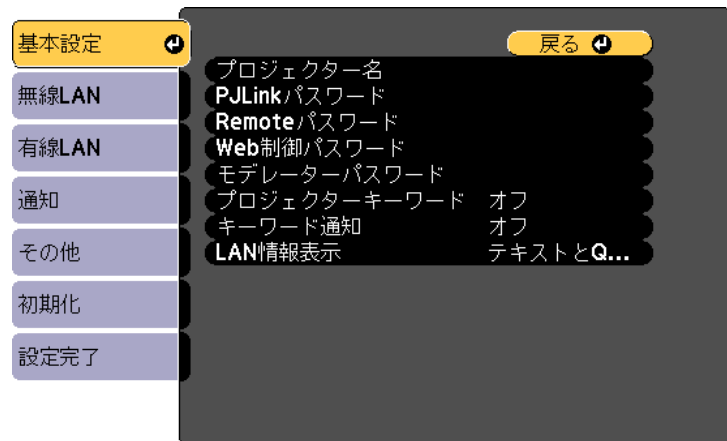 基本設定
無線LAN
有線LAN
通知
その他
初期化
設定完了
戻る
プロジェクター名
PJLinkパスワード
Remoteパスワード
Web制御パスワード
モデレーターパスワード
プロジェクターキーワード オフ
キーワード通知 オフ
LAN情報表示 テキストとQ...